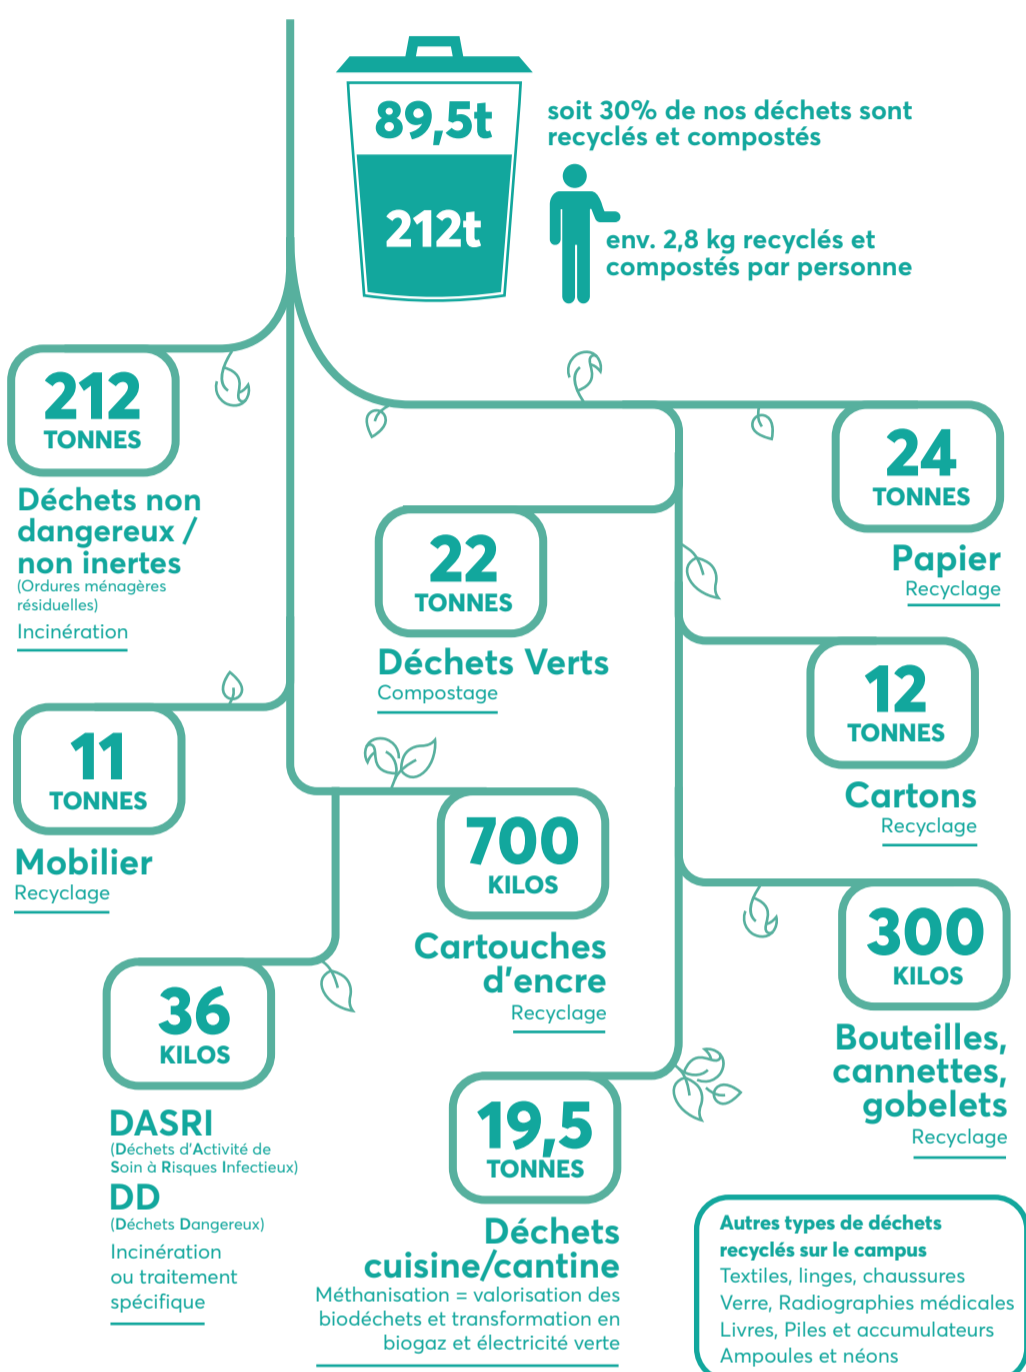 89,5t
212t
soit 30% de nos déchets sont
recyclés et compostés
env. 2,8 kg recyclés et
compostés par personne
212
TONNES
Déchets non
dangereux /
non inertes
(Ordures ménagères
résiduelles)
Incinération
24
TONNES
Papier
Recyclage
22
TONNES
Déchets Verts
Compostage
12
TONNES
Cartons
Recyclage
11
TONNES
Mobilier
Recyclage
700
KILOS
Cartouches
d'encre
Recyclage
300
KILOS
Bouteilles,
cannettes,
gobelets
Recyclage
36
KILOS
DASRI
(Déchets d'Activité de
Soin à Risques Infectieux)
DD
(Déchets Dangereux)
Incinération
ou traitement
spécifique
19,5
TONNES
Déchets
cuisine/cantine
Méthanisation = valorisation des
biodéchets et transformation en
biogaz et électricité verte
Autres types de déchets
recyclés sur le campus
Textiles, linges, chaussures
Verre, Radiographies médicales
Livres, Piles et accumulateurs
Ampoules et néons